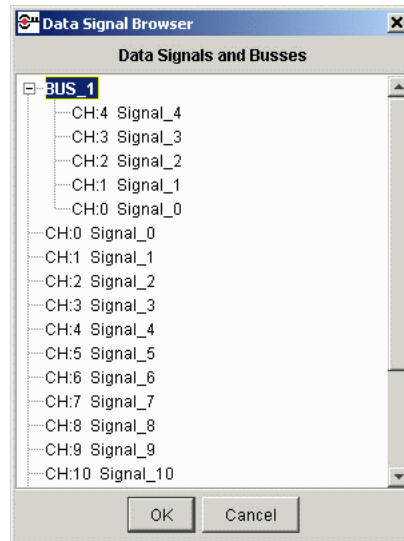 Data Signal Browser
Data Signals and Busses
BUS_1
CH:4 Signal_4
CH:3 Signal_3
CH:2 Signal_2
CH:1 Signal_1
CH:0 Signal_0
CH:0 Signal_0
CH:1 Signal_1
CH:2 Signal_2
CH:3 Signal_3
CH:4 Signal_4
CH:5 Signal_5
CH:6 Signal_6
CH:7 Signal_7
CH:8 Signal_8
CH:9 Signal_9
CH:10 Signal_10
OK Cancel